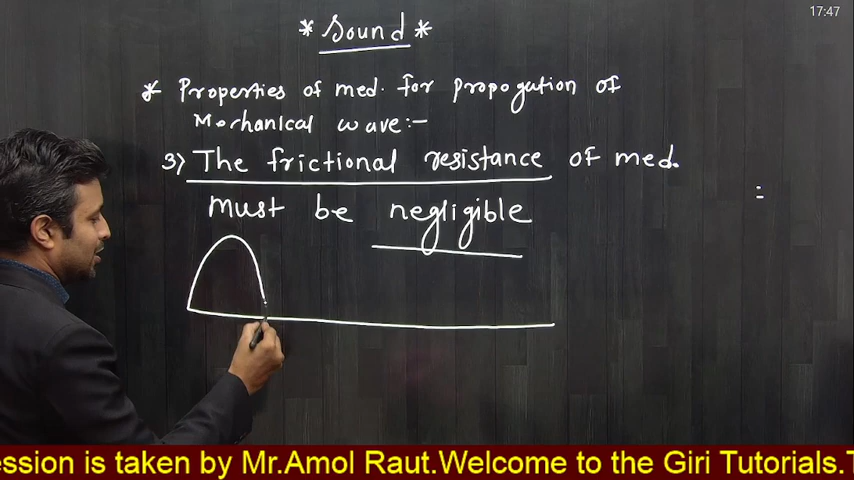 17:47
* Sound *
* Properties of med. for propogution of
Mechanical wave:-
3) The frictional resistance of med.
must be negligible
ession is taken by Mr.Amol Raut.Welcome to the Giri Tutorials.T